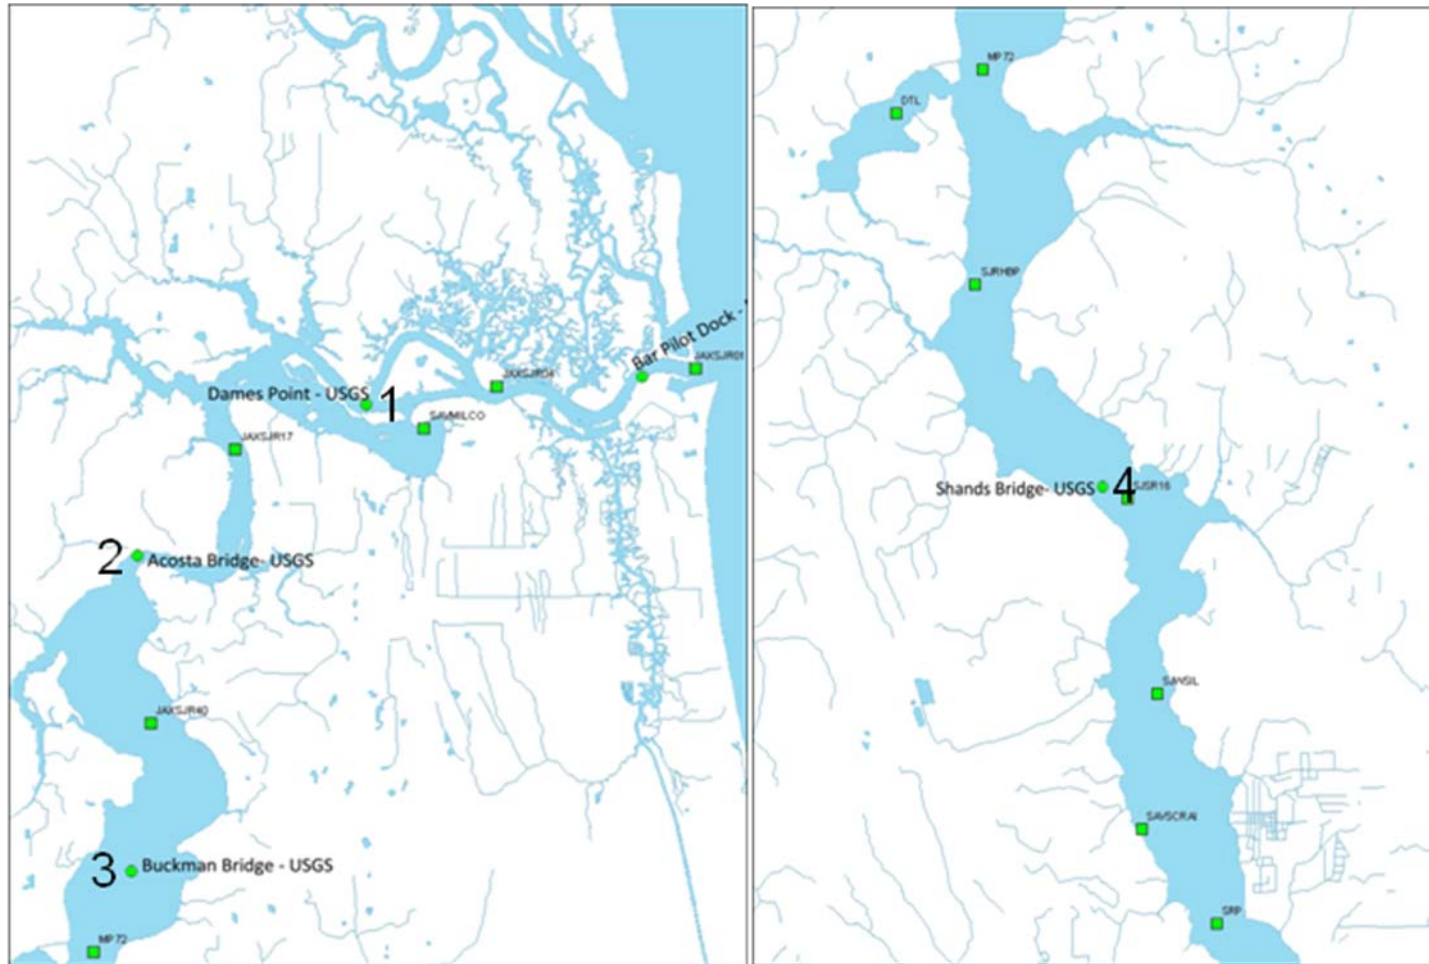 Bar Pilot Dock -
JAXSJR04
Dames Point - USGS
1
SAVMILCO
JAXSJR17
2
Acosta Bridge- USGS
JAXSJR40
3
Buckman Bridge - USGS
MP72
MP72
DTL
SJRHBP
Shands Bridge- USGS
4
SJSR16
SAVSCRAI
SRP